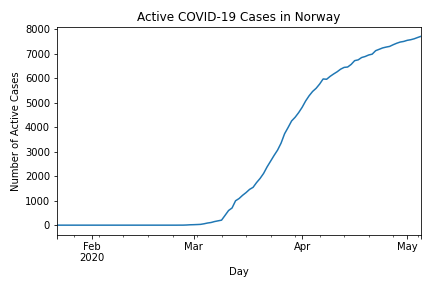 Active COVID-19 Cases in Norway
Number of Active Cases
8000
7000
6000
5000
4000
3000
2000
1000
0
Feb
2020
Mar
Apr
May
Day